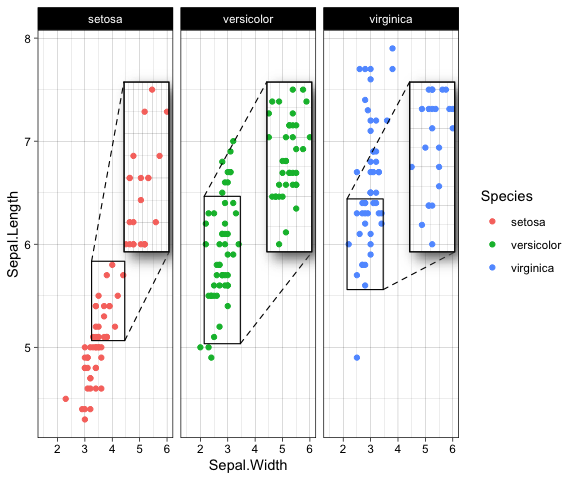 setosa versicolor virginica
8
7
6
5
Sepal.Length
2 3 4 5 6 2 3 4 5 6 2 3 4 5 6
Sepal.Width
Species
setosa
versicolor
virginica